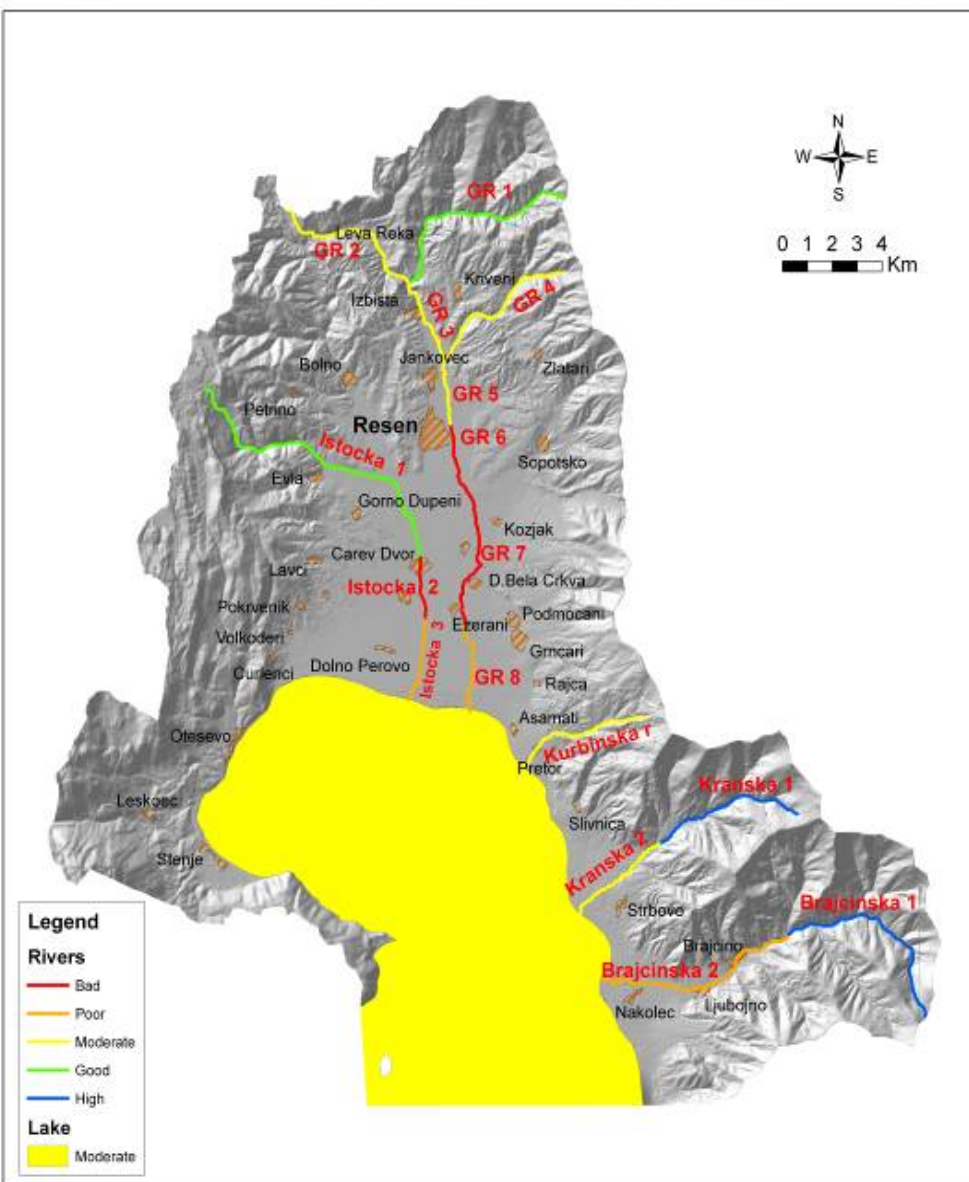 N
W E
S
0 1 2 3 4
Km
GR 1
Leva Reka
GR 2
Kriveni
GR 4
Izbista
GR 3
Jankovec
Zlatari
Bolno
GR 5
Petrino
Resen
GR 6
Istocka 1
Sopotsko
Evla
Gorno Dupeni
Kozjak
Carev Dvor
GR 7
Lavci
D.Bela Crkva
Istocka 2
Pokrvenik
Podmocani
Ezerani
Volkoderi
Istocka 3
Grncari
Dolno Perovo
Curlenci
GR 8
Rajca
Asamati
Otesevo
Kurbinska r
Pretor
Kranska 1
Leskoec
Slivnica
Kranska 2
Stenje
Brajcinska 1
Strbovo
Brajcino
Brajcinska 2
Ljubojno
Nakolec
Legend
Rivers
Bad
Poor
Moderate
Good
High
Lake
Moderate